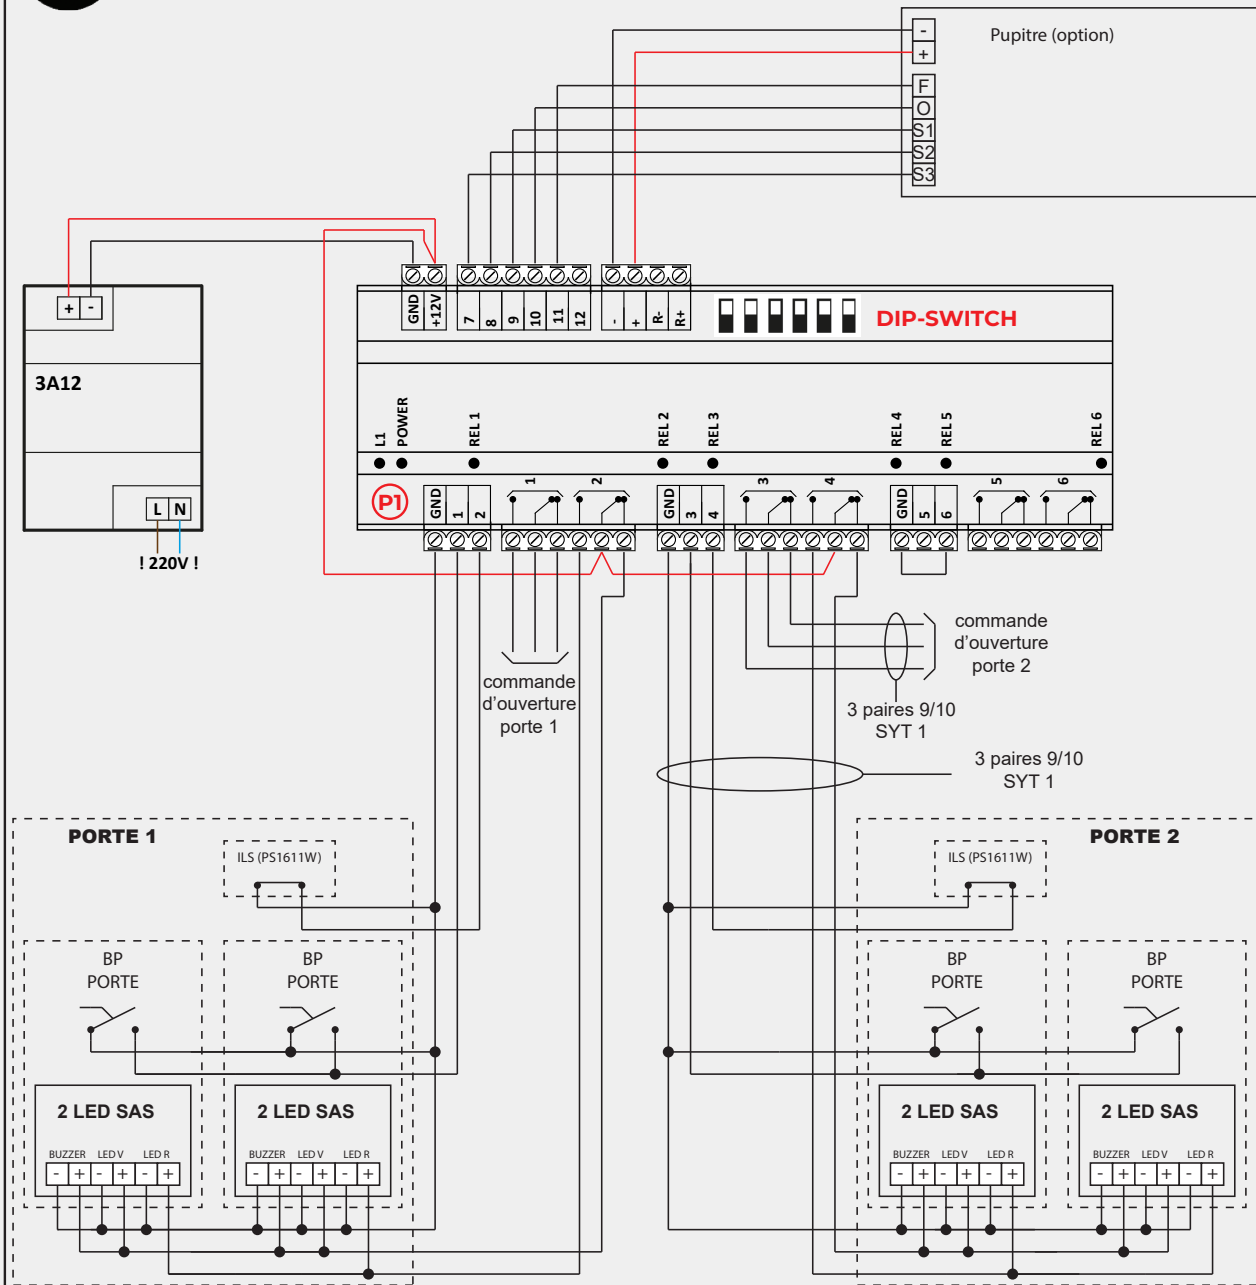 -
Pupitre (option)
+
F
O
S1
S2
S3
+ -
3A12
L N
! 220V !
GND
+12V
7
8
9
10
11
12
-
+
R-
R+
DIP-SWITCH
L1
POWER
REL 1
REL 2
REL 3
REL 4
REL 5
REL 6
P1
GND
1
2
1
2
GND
3
4
3
4
GND
5
6
5
6
commande
d'ouverture
porte 1
commande
d'ouverture
porte 2
3 paires 9/10
SYT 1
3 paires 9/10
SYT 1
PORTE 1
ILS (PS1611W)
BP
PORTE
BP
PORTE
2 LED SAS
BUZZER LED V LED R
- + - + - +
2 LED SAS
BUZZER LED V LED R
- + - + - +
PORTE 2
ILS (PS1611W)
BP
PORTE
BP
PORTE
2 LED SAS
BUZZER LED V LED R
- + - + - +
2 LED SAS
BUZZER LED V LED R
- + - + - +